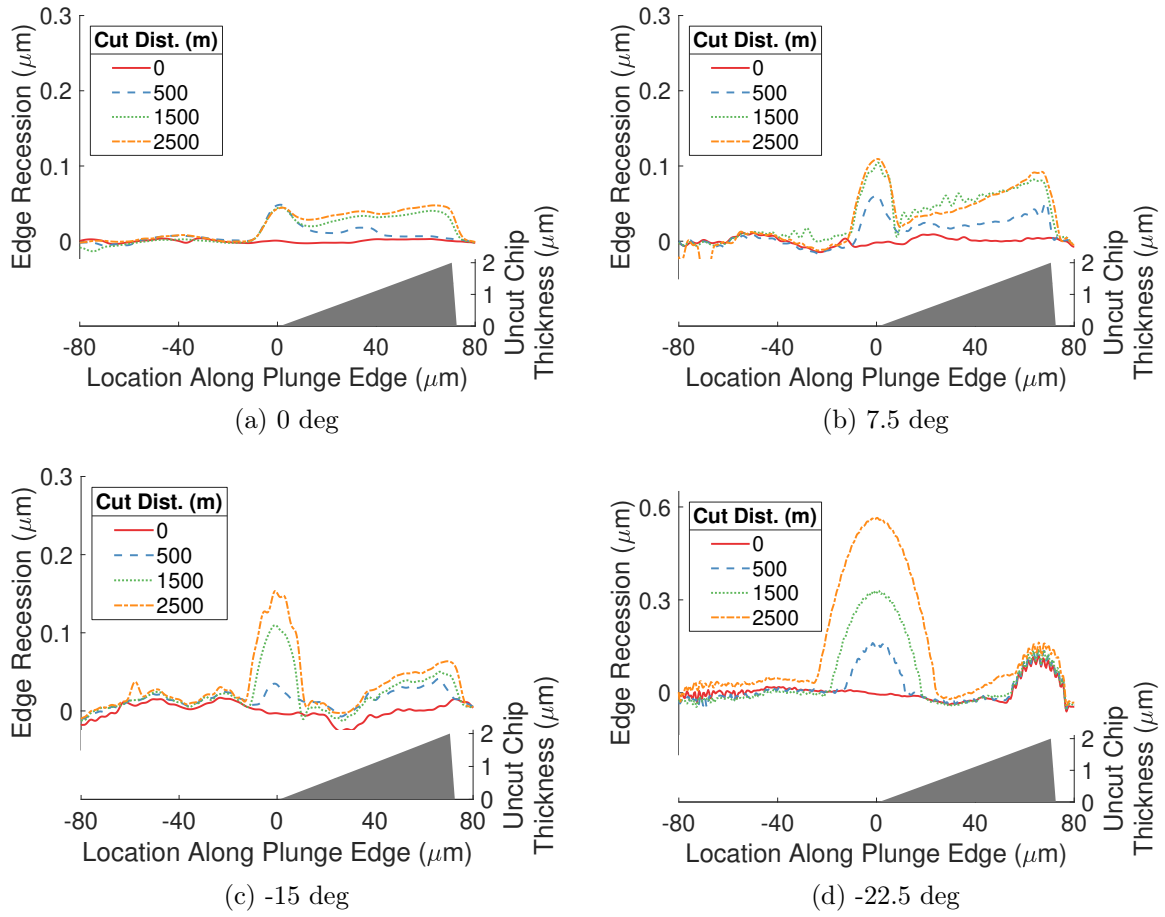 0.3
0.2
0.1
0
Edge Recession (μm)
Cut Dist. (m)
0
500
1500
2500
2
1
0
Uncut Chip
Thickness (μm)
-80 -40 0 40 80
Location Along Plunge Edge (μm)
(a) 0 deg
0.3
0.2
0.1
0
Edge Recession (μm)
Cut Dist. (m)
0
500
1500
2500
2
1
0
Uncut Chip
Thickness (μm)
-80 -40 0 40 80
Location Along Plunge Edge (μm)
(b) 7.5 deg
0.3
0.2
0.1
0
Edge Recession (μm)
Cut Dist. (m)
0
500
1500
2500
2
1
0
Uncut Chip
Thickness (μm)
-80 -40 0 40 80
Location Along Plunge Edge (μm)
(c) -15 deg
0.6
0.3
0
Edge Recession (μm)
Cut Dist. (m)
0
500
1500
2500
2
1
0
Uncut Chip
Thickness (μm)
-80 -40 0 40 80
Location Along Plunge Edge (μm)
(d) -22.5 deg